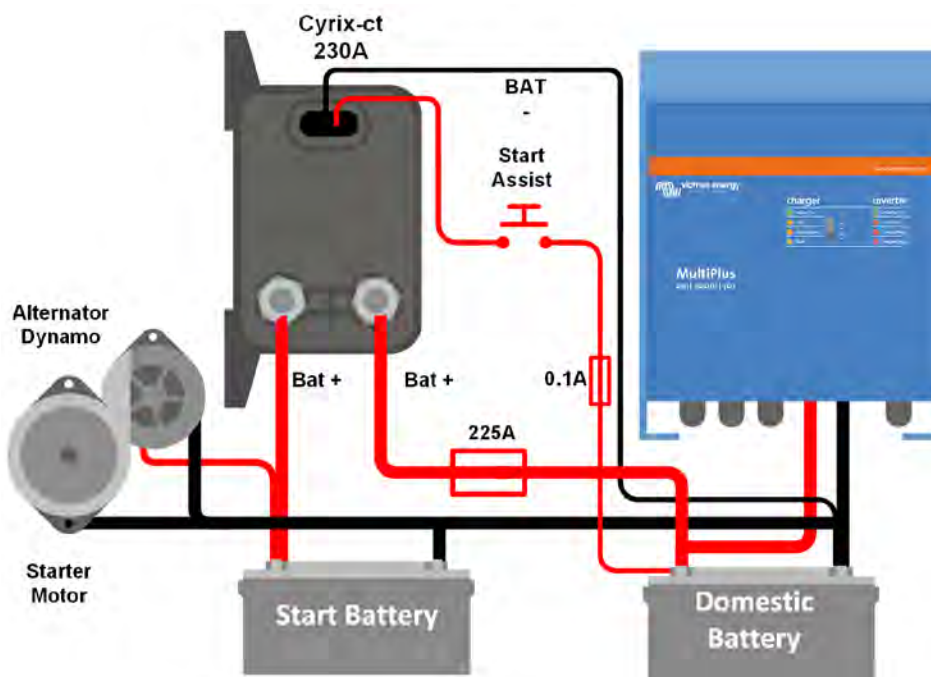 Cyrix-ct
230A
BAT
-
Start
Assist
victron energy
charger
inverter
MultiPlus
Alternator
Dynamo
Bat +
Bat +
0.1A
225A
Starter
Motor
Start Battery
Domestic
Battery